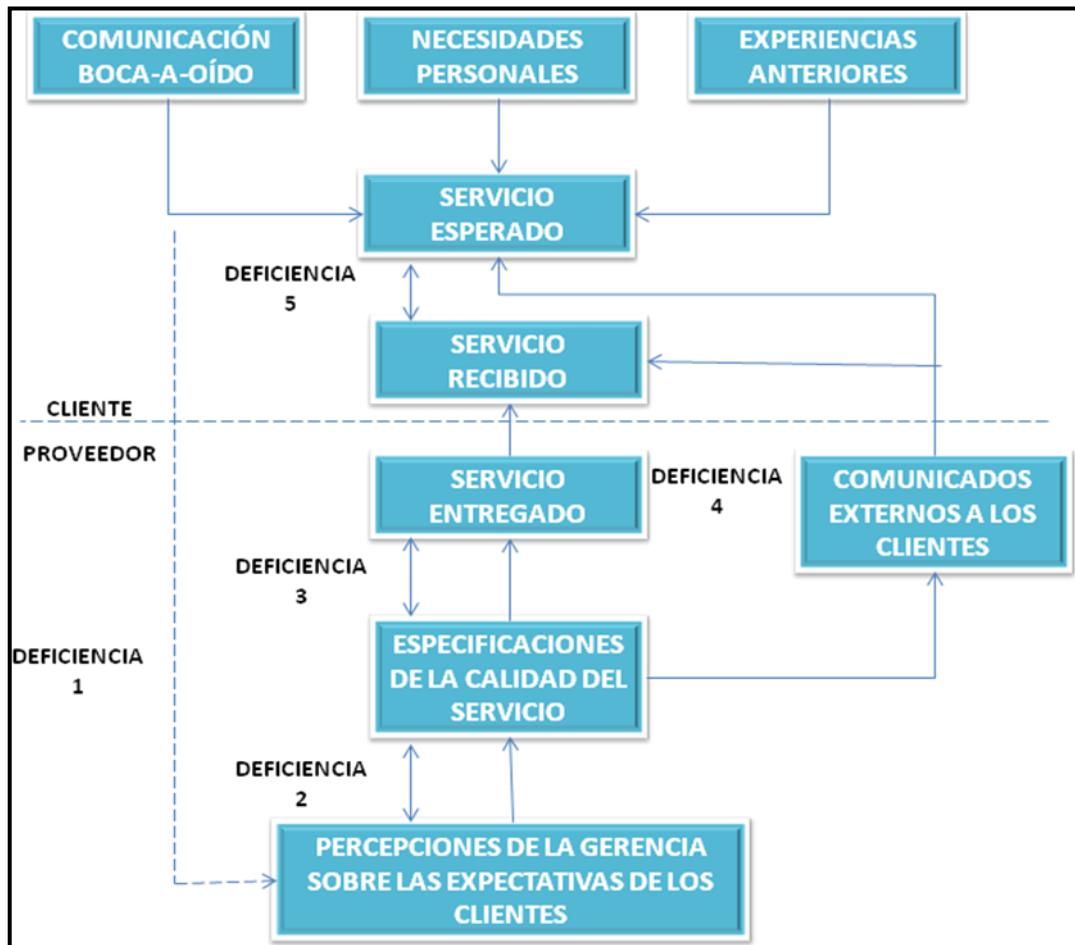 COMUNICACIÓN
BOCA-A-OÍDO
NECESIDADES
PERSONALES
EXPERIENCIAS
ANTERIORES
SERVICIO
ESPERADO
DEFICIENCIA
5
SERVICIO
RECIBIDO
CLIENTE
PROVEEDOR
SERVICIO
ENTREGADO
DEFICIENCIA
4
COMUNICADOS
EXTERNOS A LOS
CLIENTES
DEFICIENCIA
3
ESPECIFICACIONES
DE LA CALIDAD DEL
SERVICIO
DEFICIENCIA
1
DEFICIENCIA
2
PERCEPCIONES DE LA GERENCIA
SOBRE LAS EXPECTATIVAS DE LOS
CLIENTES